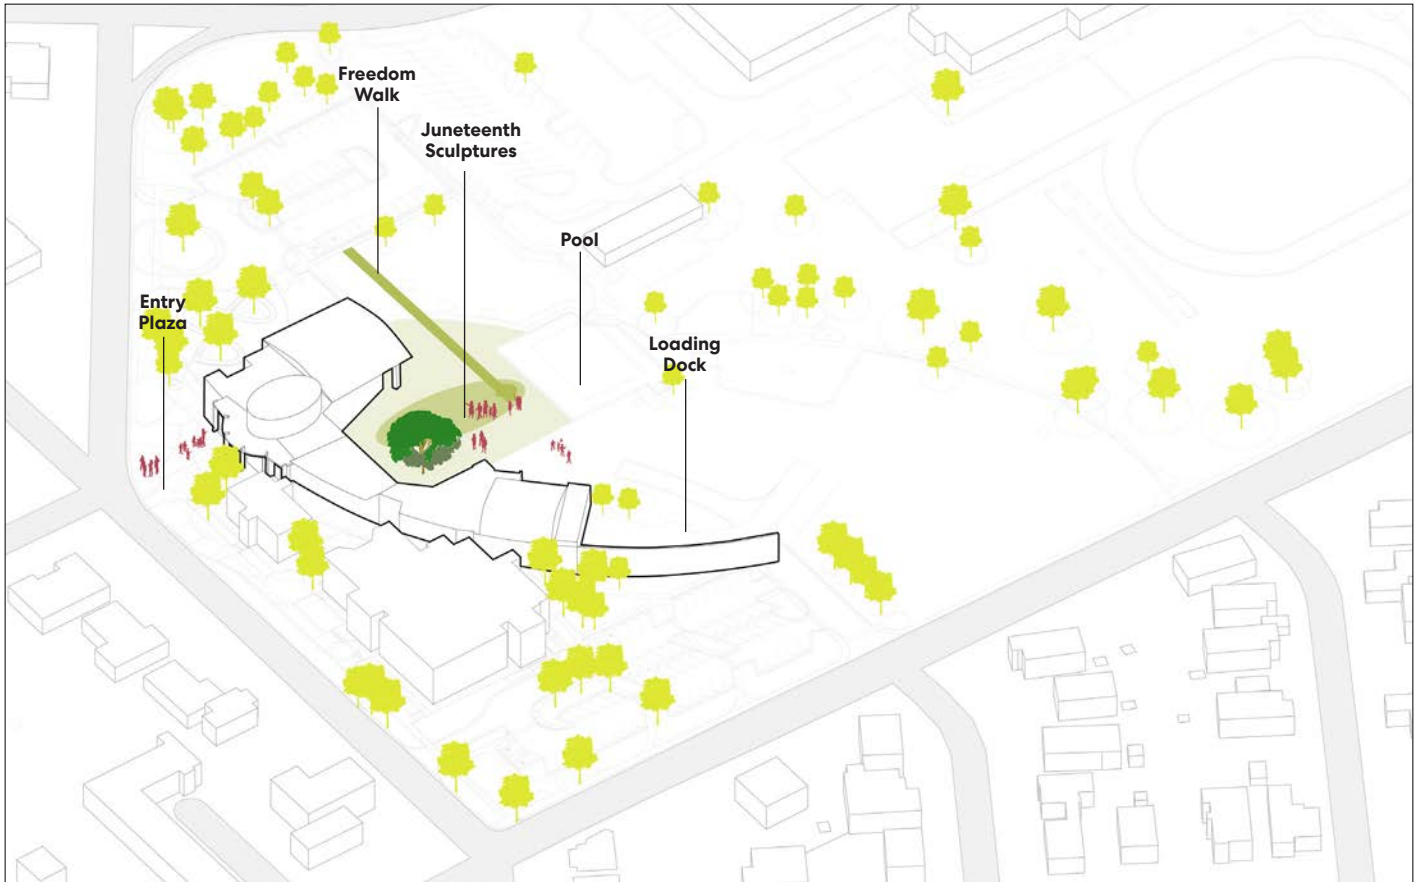 Freedom
Walk
Juneteenth
Sculptures
Pool
Entry
Plaza
Loading
Dock